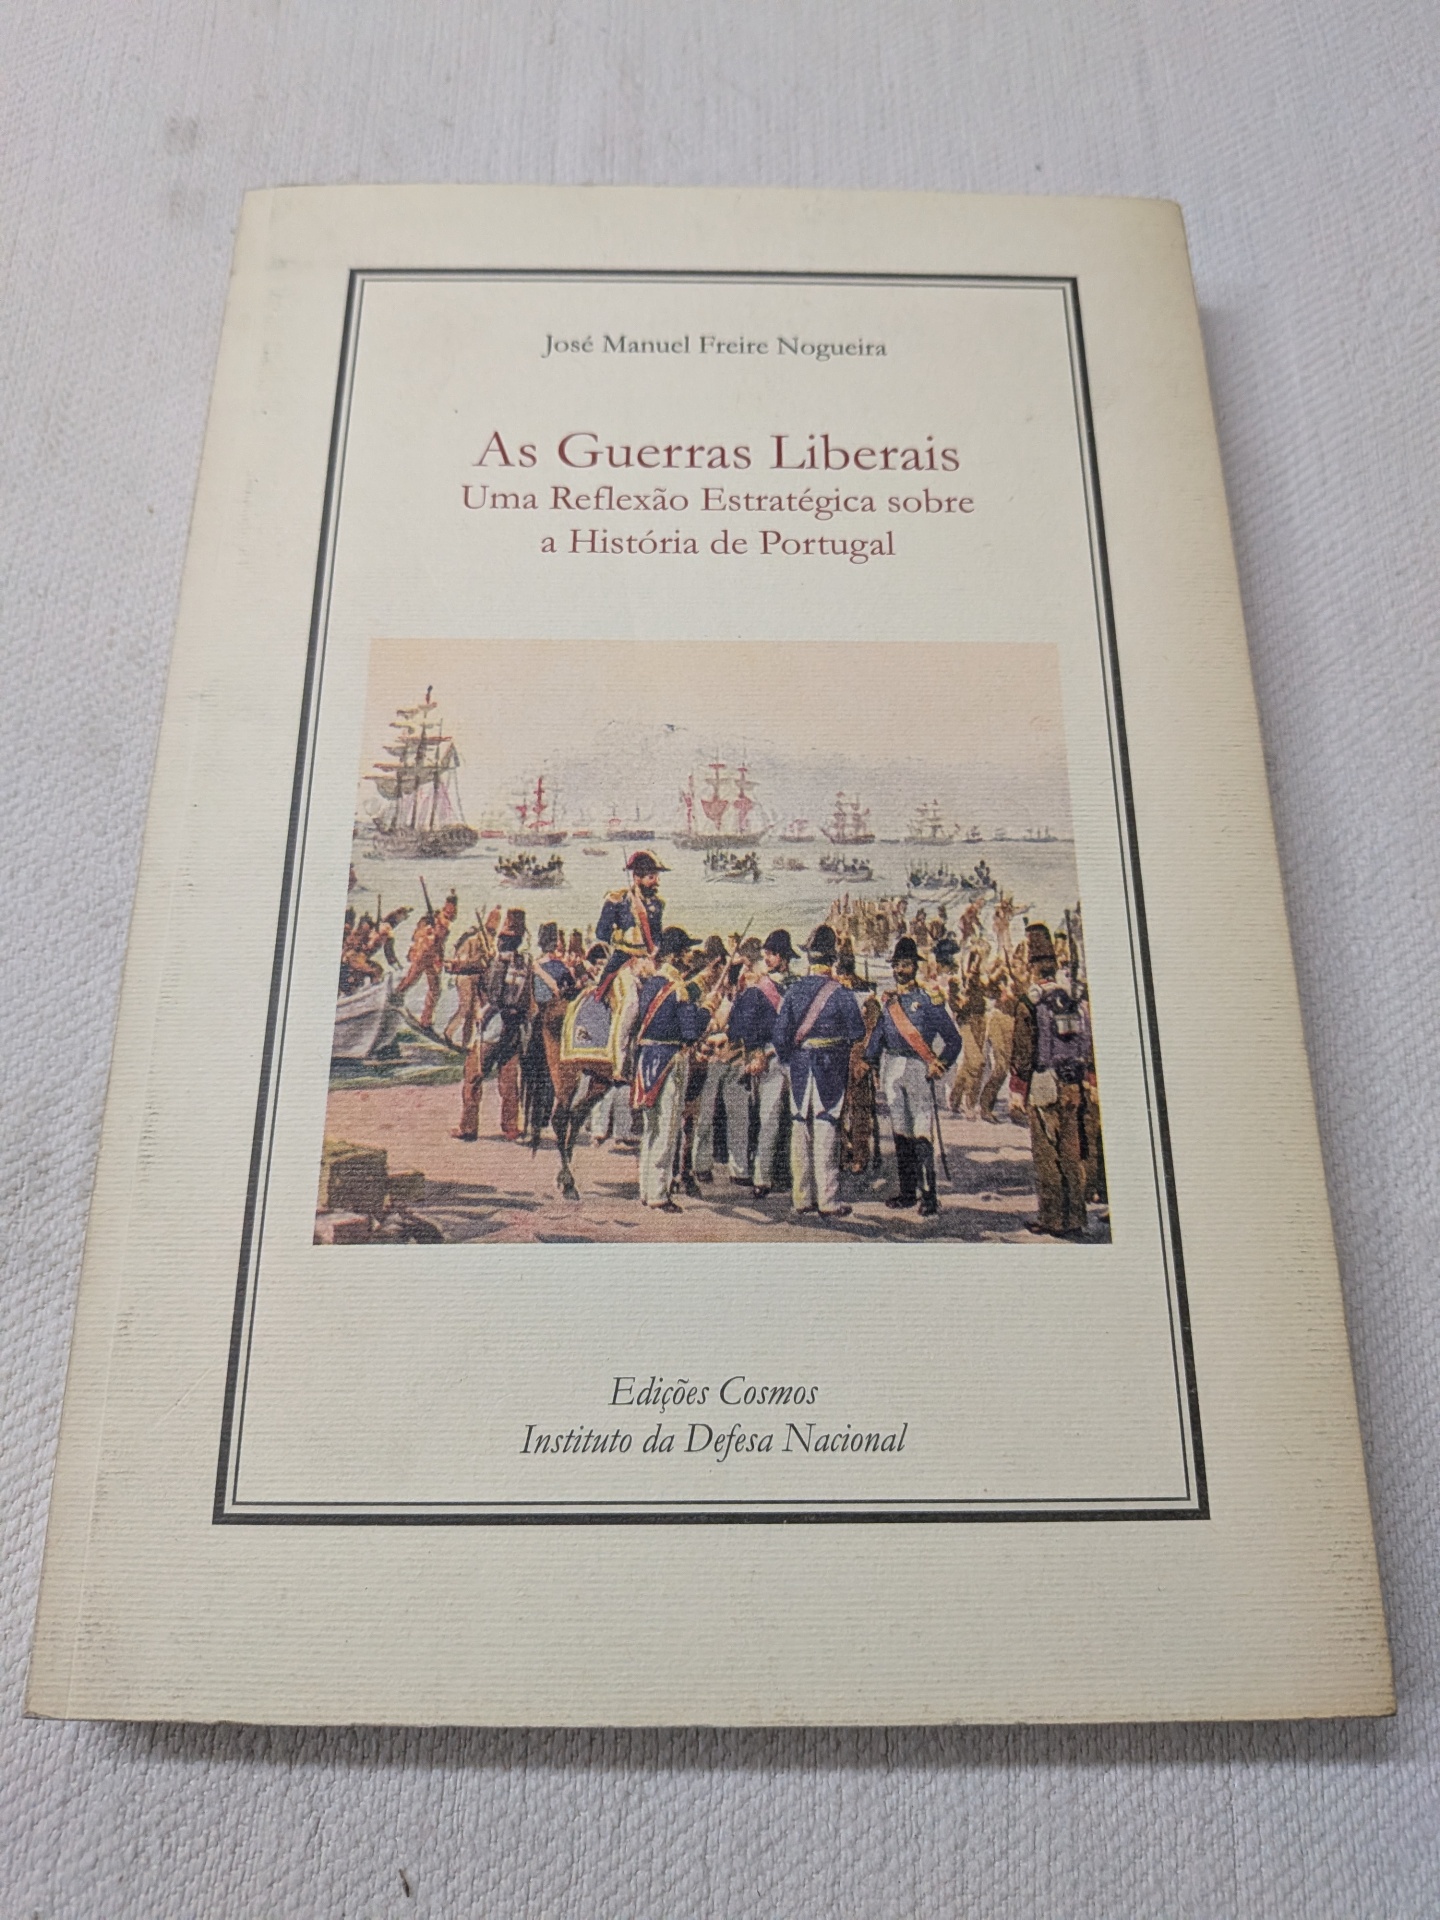 José Manuel Freire Nogueira
As Guerras Liberais
Uma Reflexão Estratégica sobre
a História de Portugal
Edições Cosmos
Instituto da Defesa Nacional